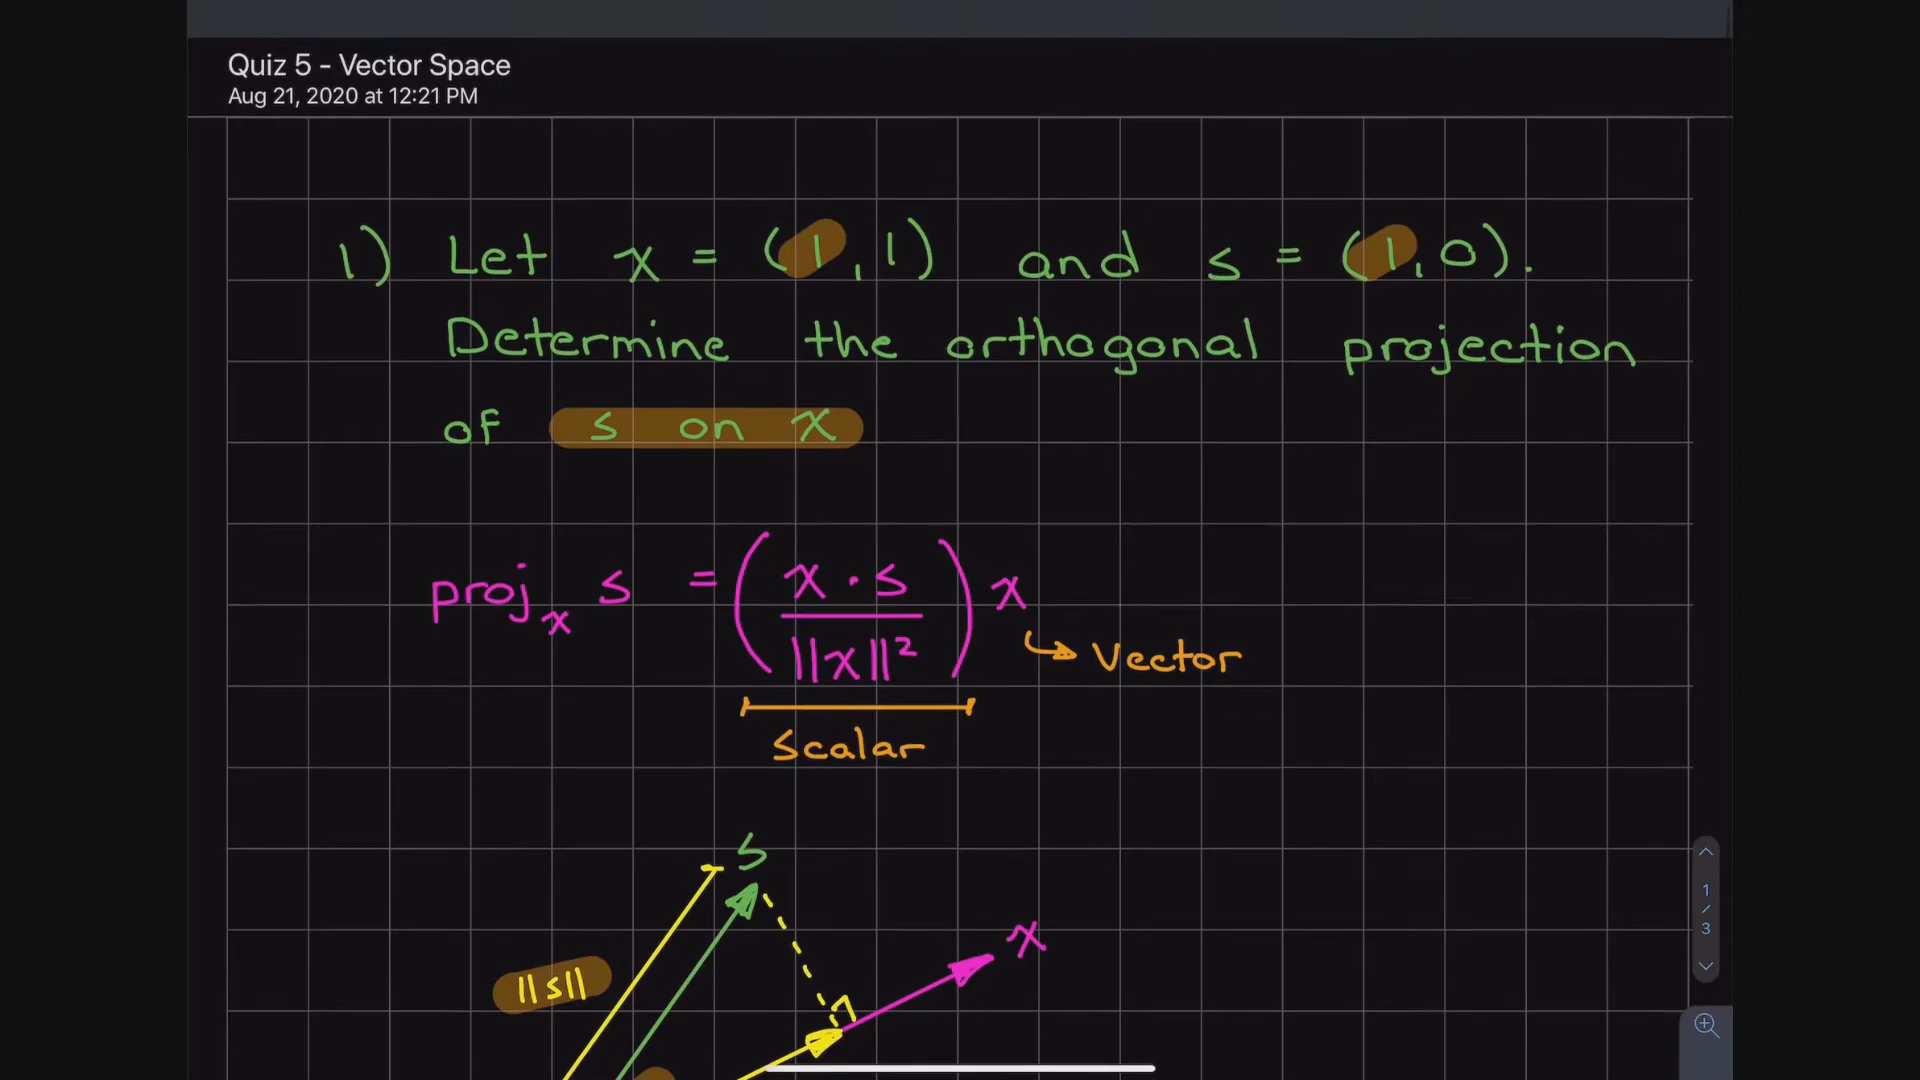 Quiz 5 - Vector Space
Aug 21, 2020 at 12:21 PM
1) Let x = (1, 1) and s = (1, 0).
Determine the orthogonal projection
of s on x
proj_x s = (x · s / ||x||²) x
Vector
Scalar
s
x
||s||
1
/
3